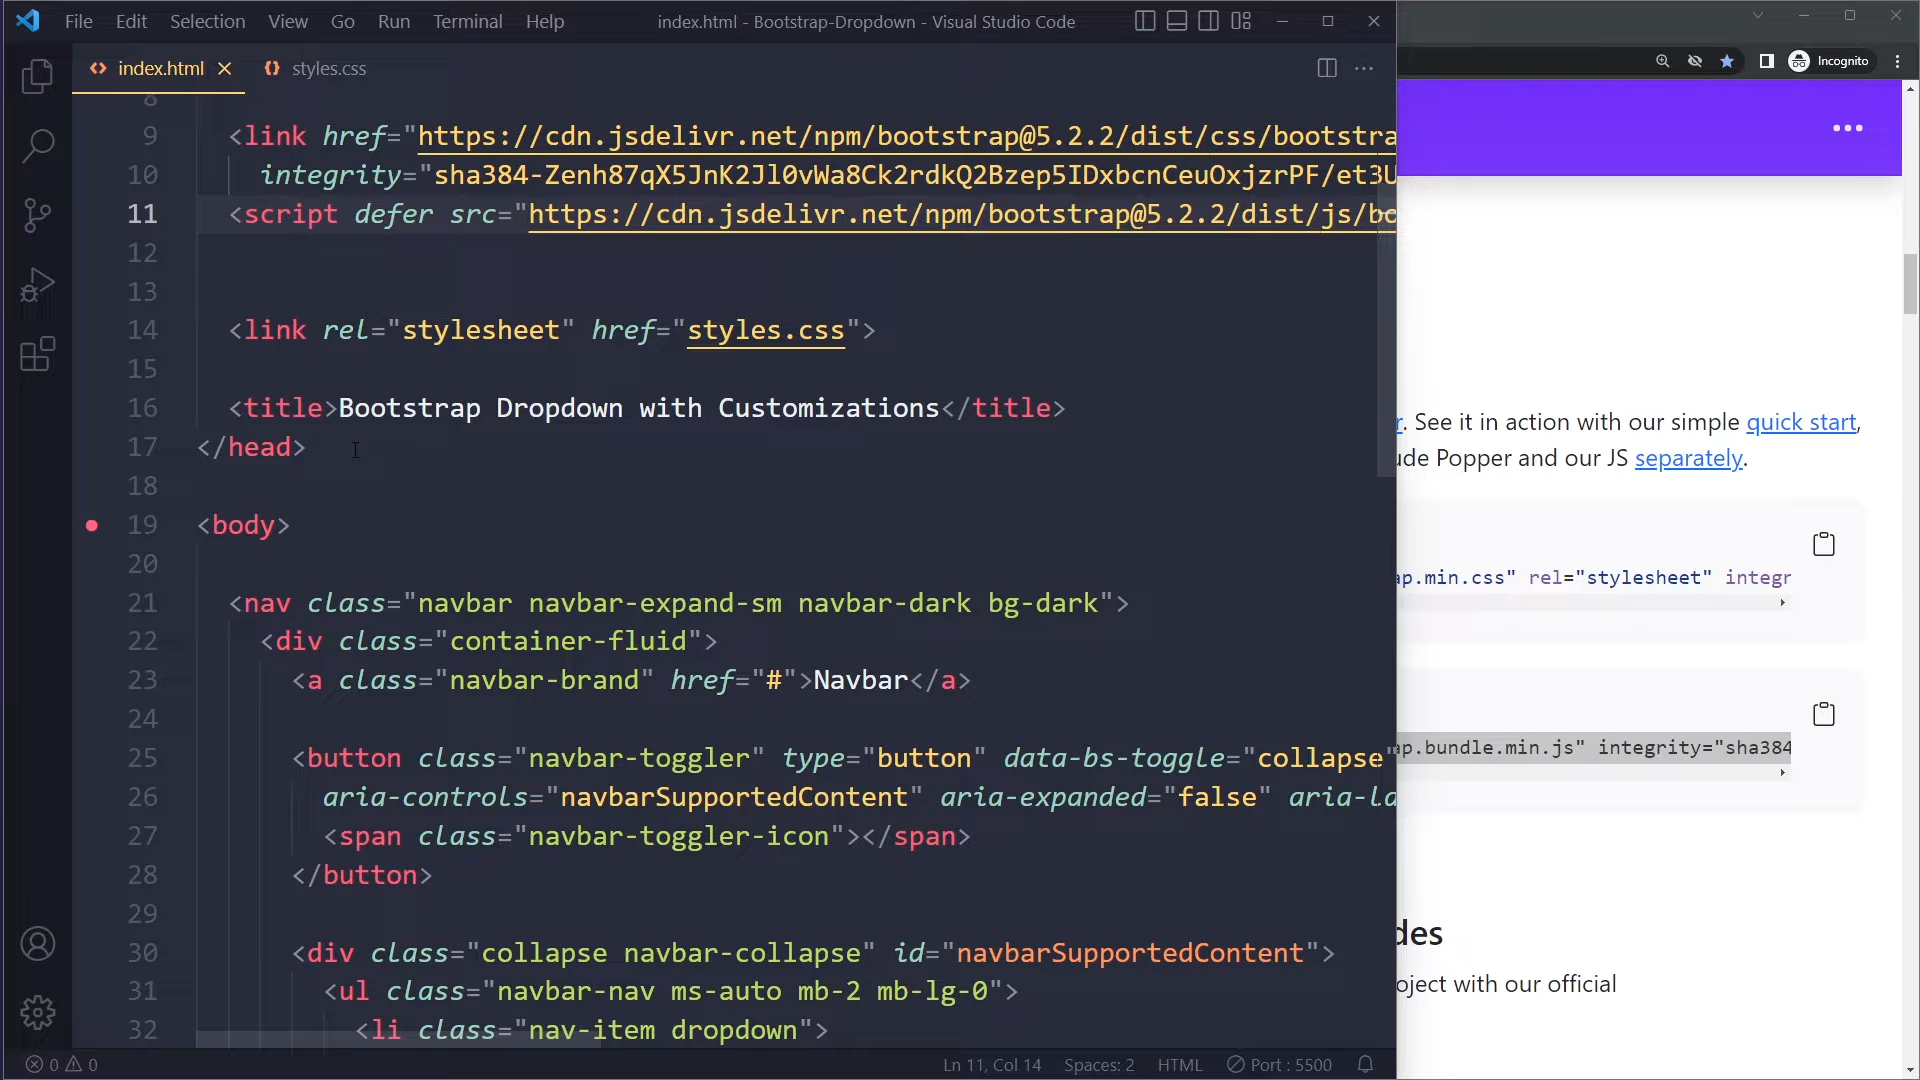 File Edit Selection View Go Run Terminal Help
index.html - Bootstrap-Dropdown - Visual Studio Code
Incognito
index.html
styles.css
8
9 <link href="https://cdn.jsdelivr.net/npm/bootstrap@5.2.2/dist/css/bootstra
10 integrity="sha384-Zenh87qX5JnK2Jl0vWa8Ck2rdkQ2Bzep5IDxbcnCeuOxjzrPF/et3U
11 <script defer src="https://cdn.jsdelivr.net/npm/bootstrap@5.2.2/dist/js/bo
12
13
14 <link rel="stylesheet" href="styles.css">
15
16 <title>Bootstrap Dropdown with Customizations</title>
17 </head>
18
19 <body>
20
21 <nav class="navbar navbar-expand-sm navbar-dark bg-dark">
22 <div class="container-fluid">
23 <a class="navbar-brand" href="#">Navbar</a>
24
25 <button class="navbar-toggler" type="button" data-bs-toggle="collapse"
26 aria-controls="navbarSupportedContent" aria-expanded="false" aria-la
27 <span class="navbar-toggler-icon"></span>
28 </button>
29
30 <div class="collapse navbar-collapse" id="navbarSupportedContent">
31 <ul class="navbar-nav ms-auto mb-2 mb-lg-0">
32 <li class="nav-item dropdown">
0 0
Ln 11, Col 14 Spaces: 2 HTML Port : 5500
r. See it in action with our simple quick start,
ude Popper and our JS separately.
ap.min.css" rel="stylesheet" integr
ap.bundle.min.js" integrity="sha384
des
oject with our official